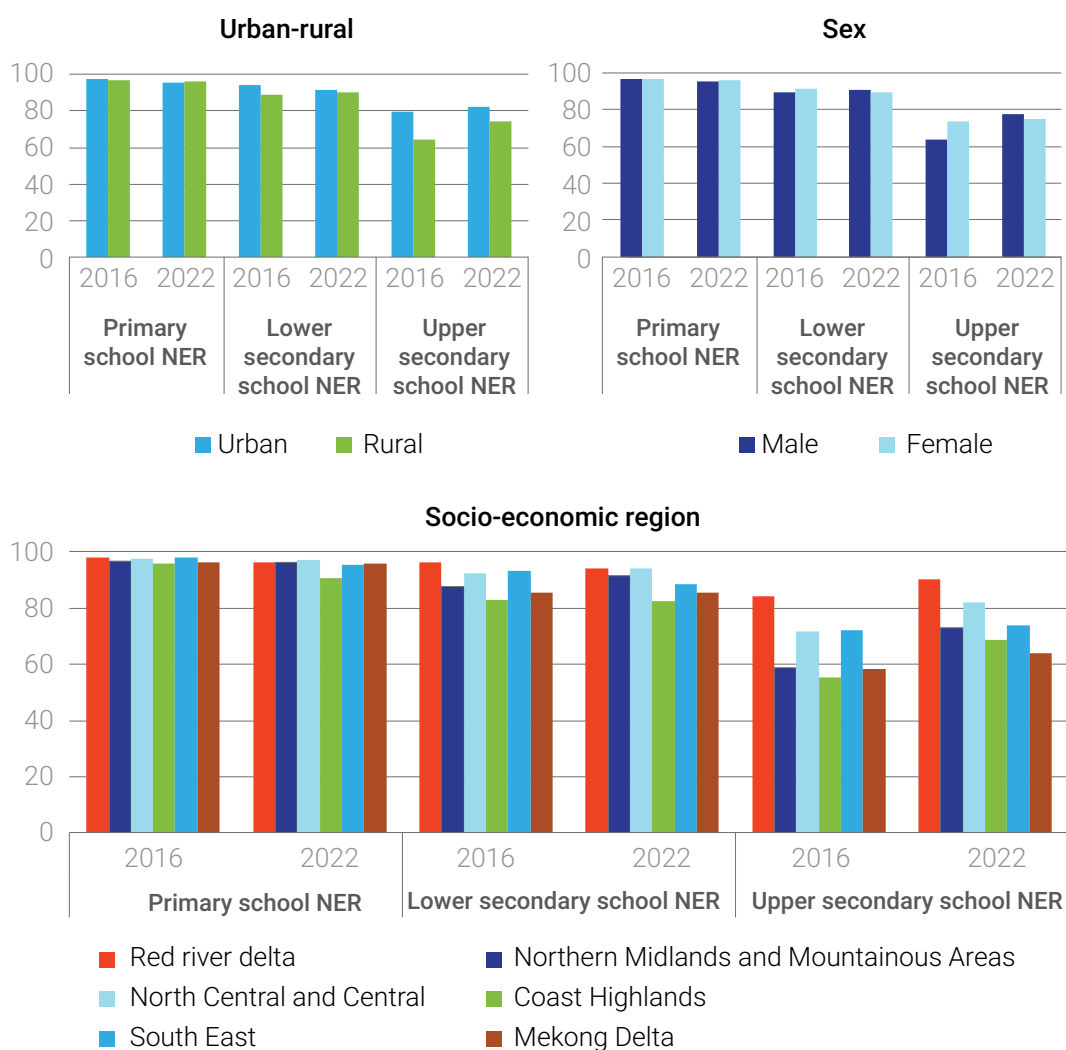 Urban-rural
100
80
60
40
20
0
2016 2022 2016 2022 2016 2022
Primary school NER
Lower secondary school NER
Upper secondary school NER
Urban Rural
Sex
100
80
60
40
20
0
2016 2022 2016 2022 2016 2022
Primary school NER
Lower secondary school NER
Upper secondary school NER
Male Female
Socio-economic region
100
80
60
40
20
0
2016 2022 2016 2022 2016 2022
Primary school NER Lower secondary school NER Upper secondary school NER
Red river delta Northern Midlands and Mountainous Areas
North Central and Central Coast Highlands
South East Mekong Delta